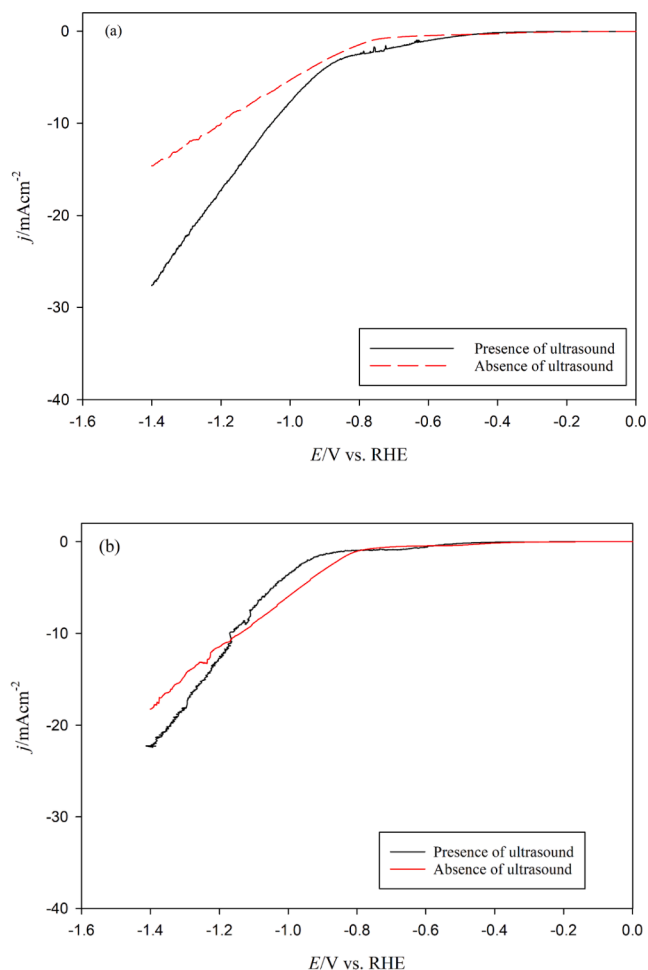 (a)
0
-10
-20
-30
-40
j/mAcm⁻²
Presence of ultrasound
Absence of ultrasound
-1.6 -1.4 -1.2 -1.0 -0.8 -0.6 -0.4 -0.2 0.0
E/V vs. RHE
(b)
0
-10
-20
-30
-40
j/mAcm⁻²
Presence of ultrasound
Absence of ultrasound
-1.6 -1.4 -1.2 -1.0 -0.8 -0.6 -0.4 -0.2 0.0
E/V vs. RHE